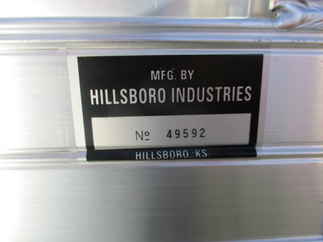 MFG. BY
HILLSBORO INDUSTRIES
Nº 49592
HILLSBORO, KS.